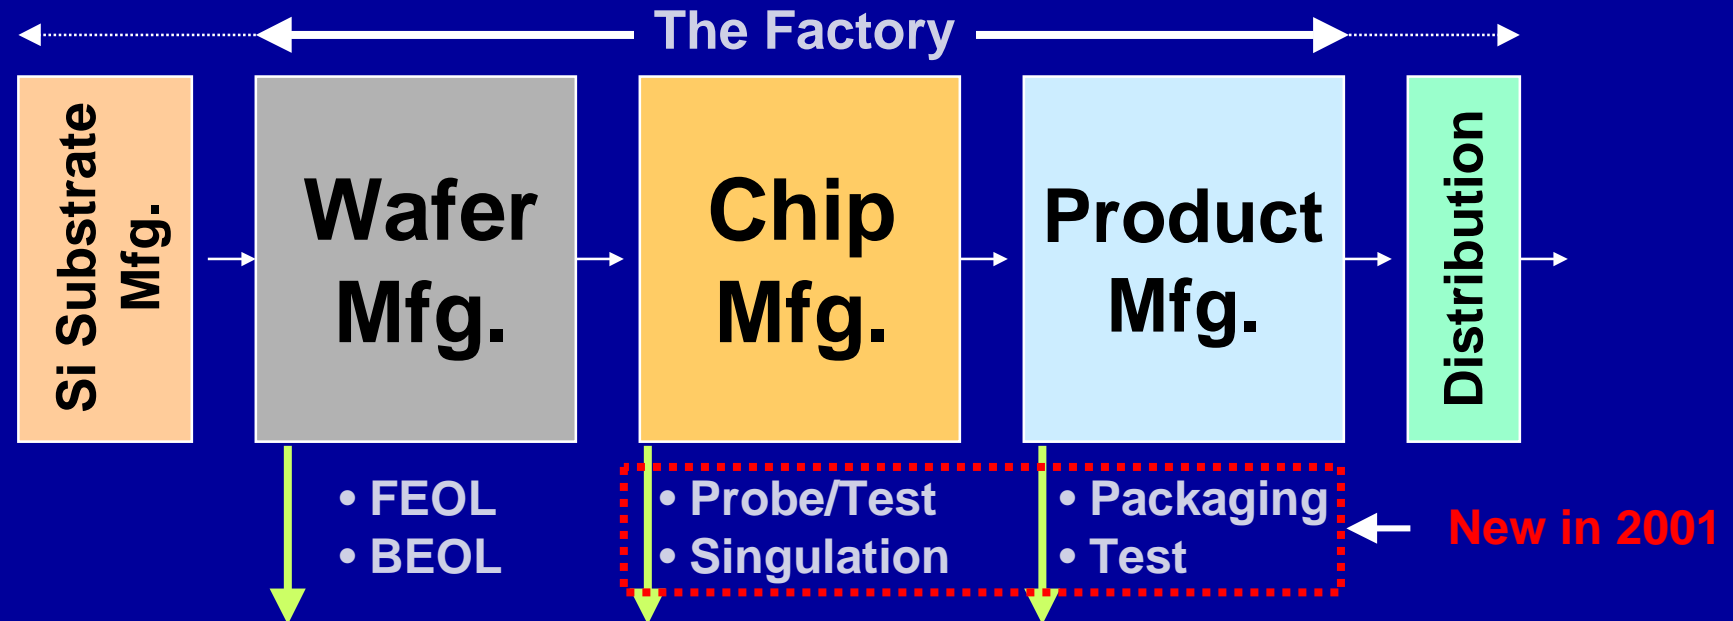 The Factory
Si Substrate
Mfg.
Wafer
Mfg.
Chip
Mfg.
Product
Mfg.
Distribution
• FEOL
• BEOL
• Probe/Test
• Singulation
• Packaging
• Test
New in 2001